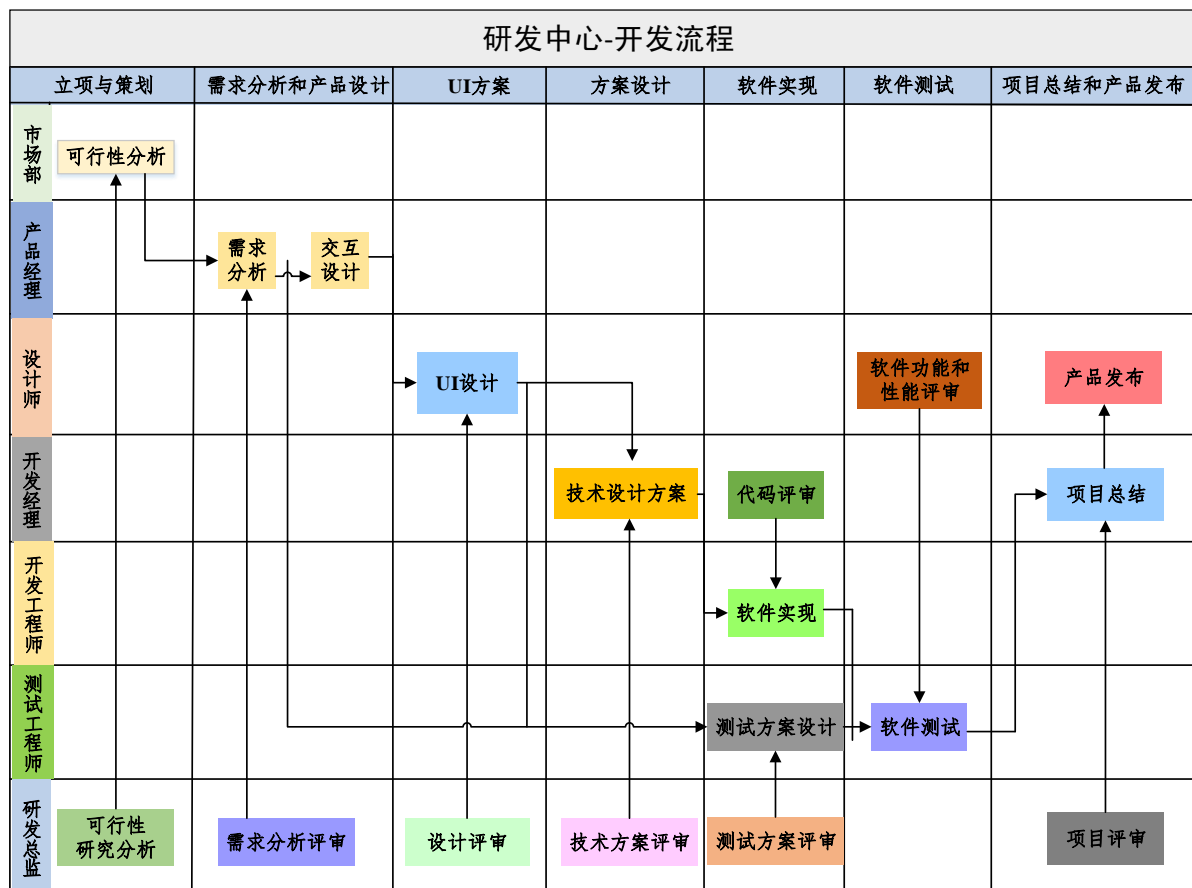 研发中心-开发流程
立项与策划
需求分析和产品设计
UI方案
方案设计
软件实现
软件测试
项目总结和产品发布
市场部
可行性分析
产品经理
需求
分析
交互
设计
设计师
UI设计
软件功能和
性能评审
产品发布
开发经理
技术设计方案
代码评审
项目总结
开发工程师
软件实现
测试工程师
测试方案设计
软件测试
研发总监
可行性
研究分析
需求分析评审
设计评审
技术方案评审
测试方案评审
项目评审